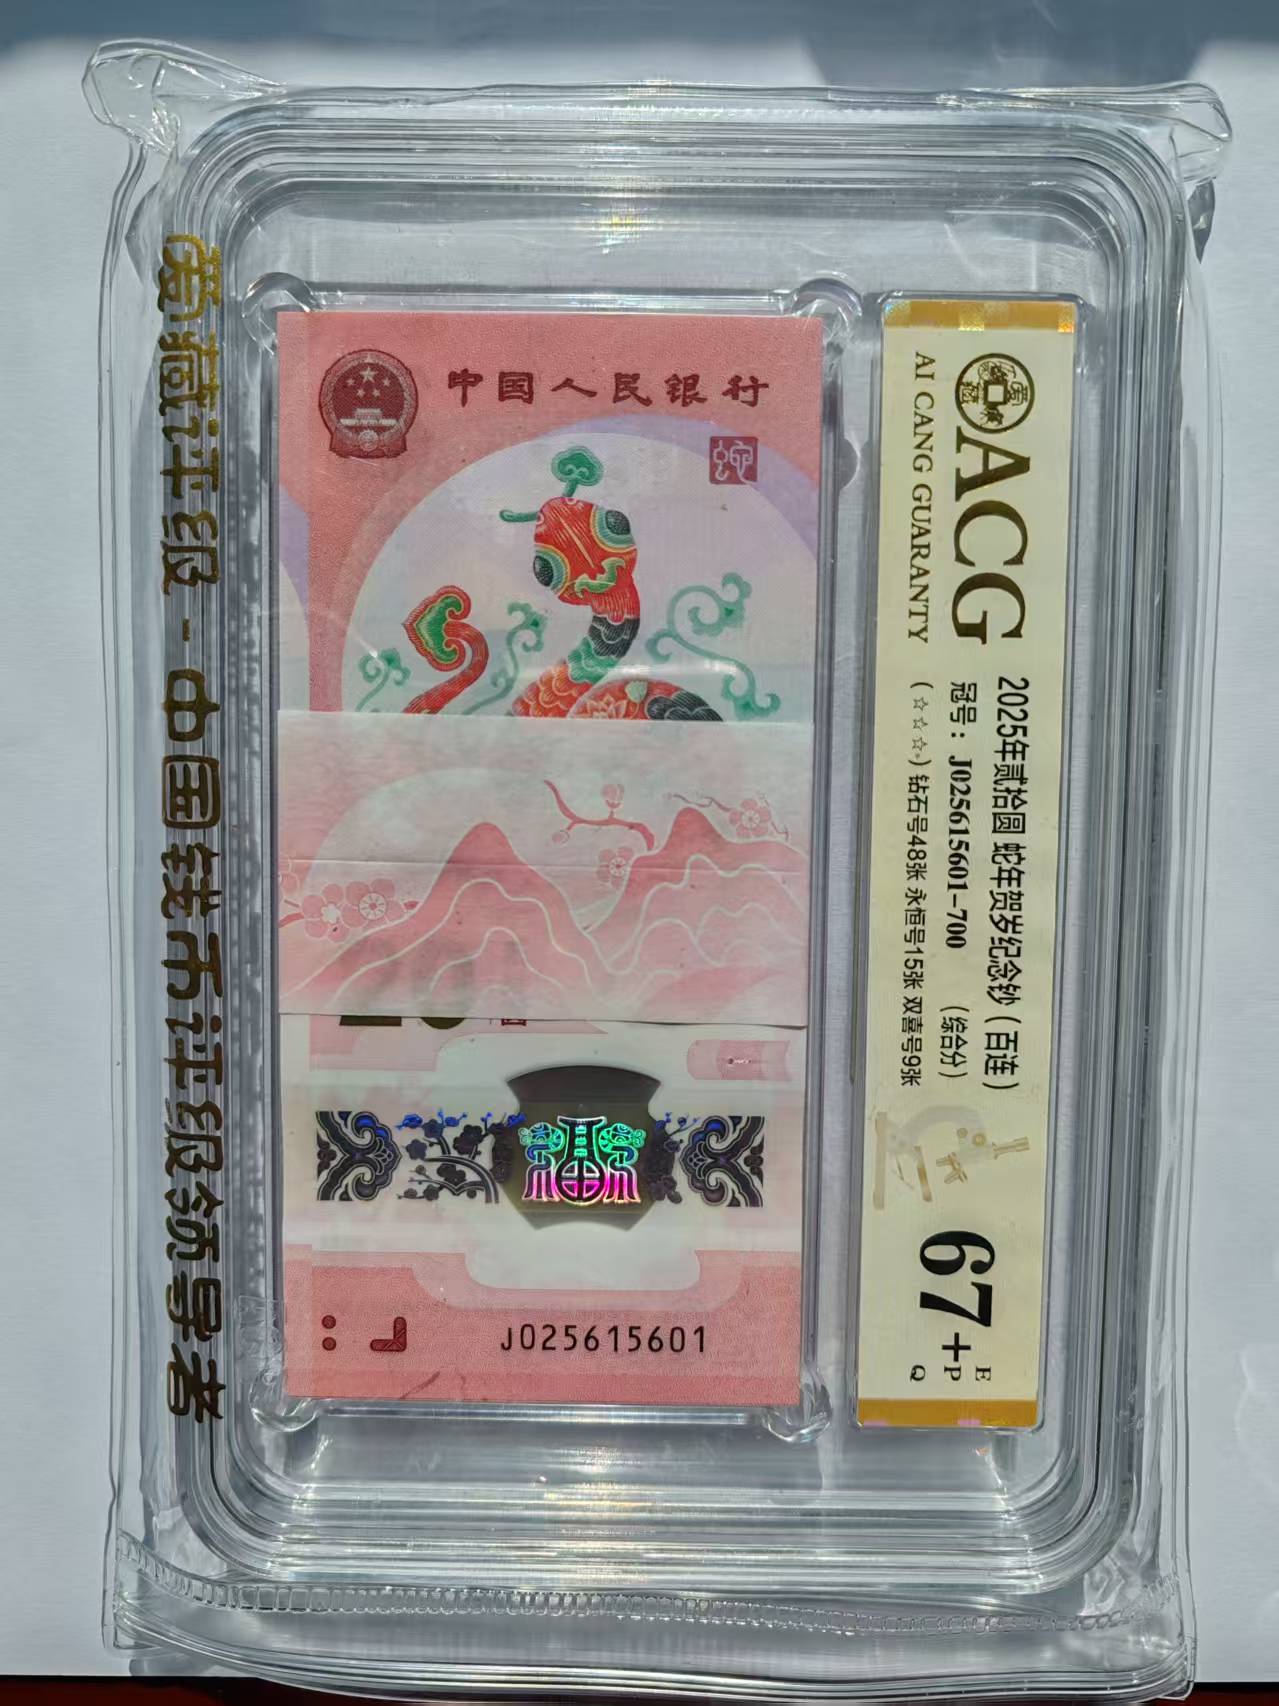 爱藏评级-中国钱币评级领导者
中国人民银行
J025615601
ACG
AI CANG GUARANTY
2025年贰拾圆 蛇年贺岁纪念钞（百连）
冠号：J025615601-700 （综合分）
(☆☆☆+) 钻石号48张 永恒号15张 双喜号9张
67+
E
P
Q